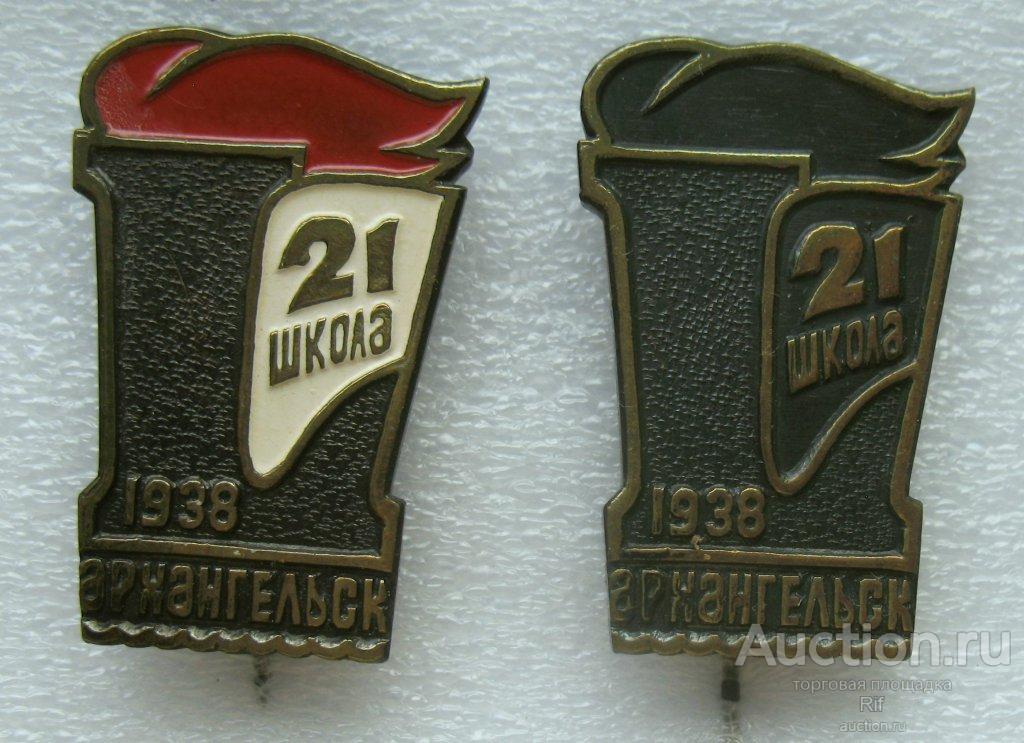 21
школа
1938
архангельск
21
школа
1938
архангельск
Auction.ru
торговая площадка
Rif
auction.ru